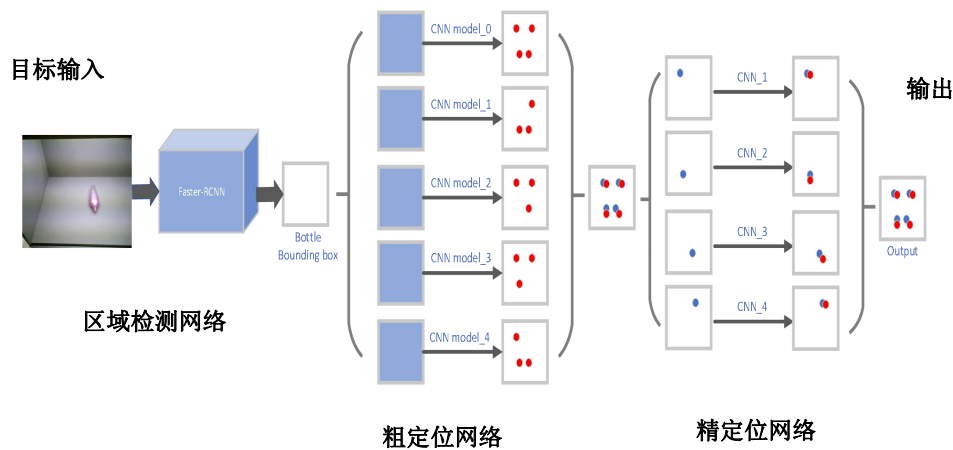 目标输入
Faster-RCNN
Bottle
Bounding box
区域检测网络
CNN model_0
CNN model_1
CNN model_2
CNN model_3
CNN model_4
粗定位网络
CNN_1
CNN_2
CNN_3
CNN_4
精定位网络
输出
Output